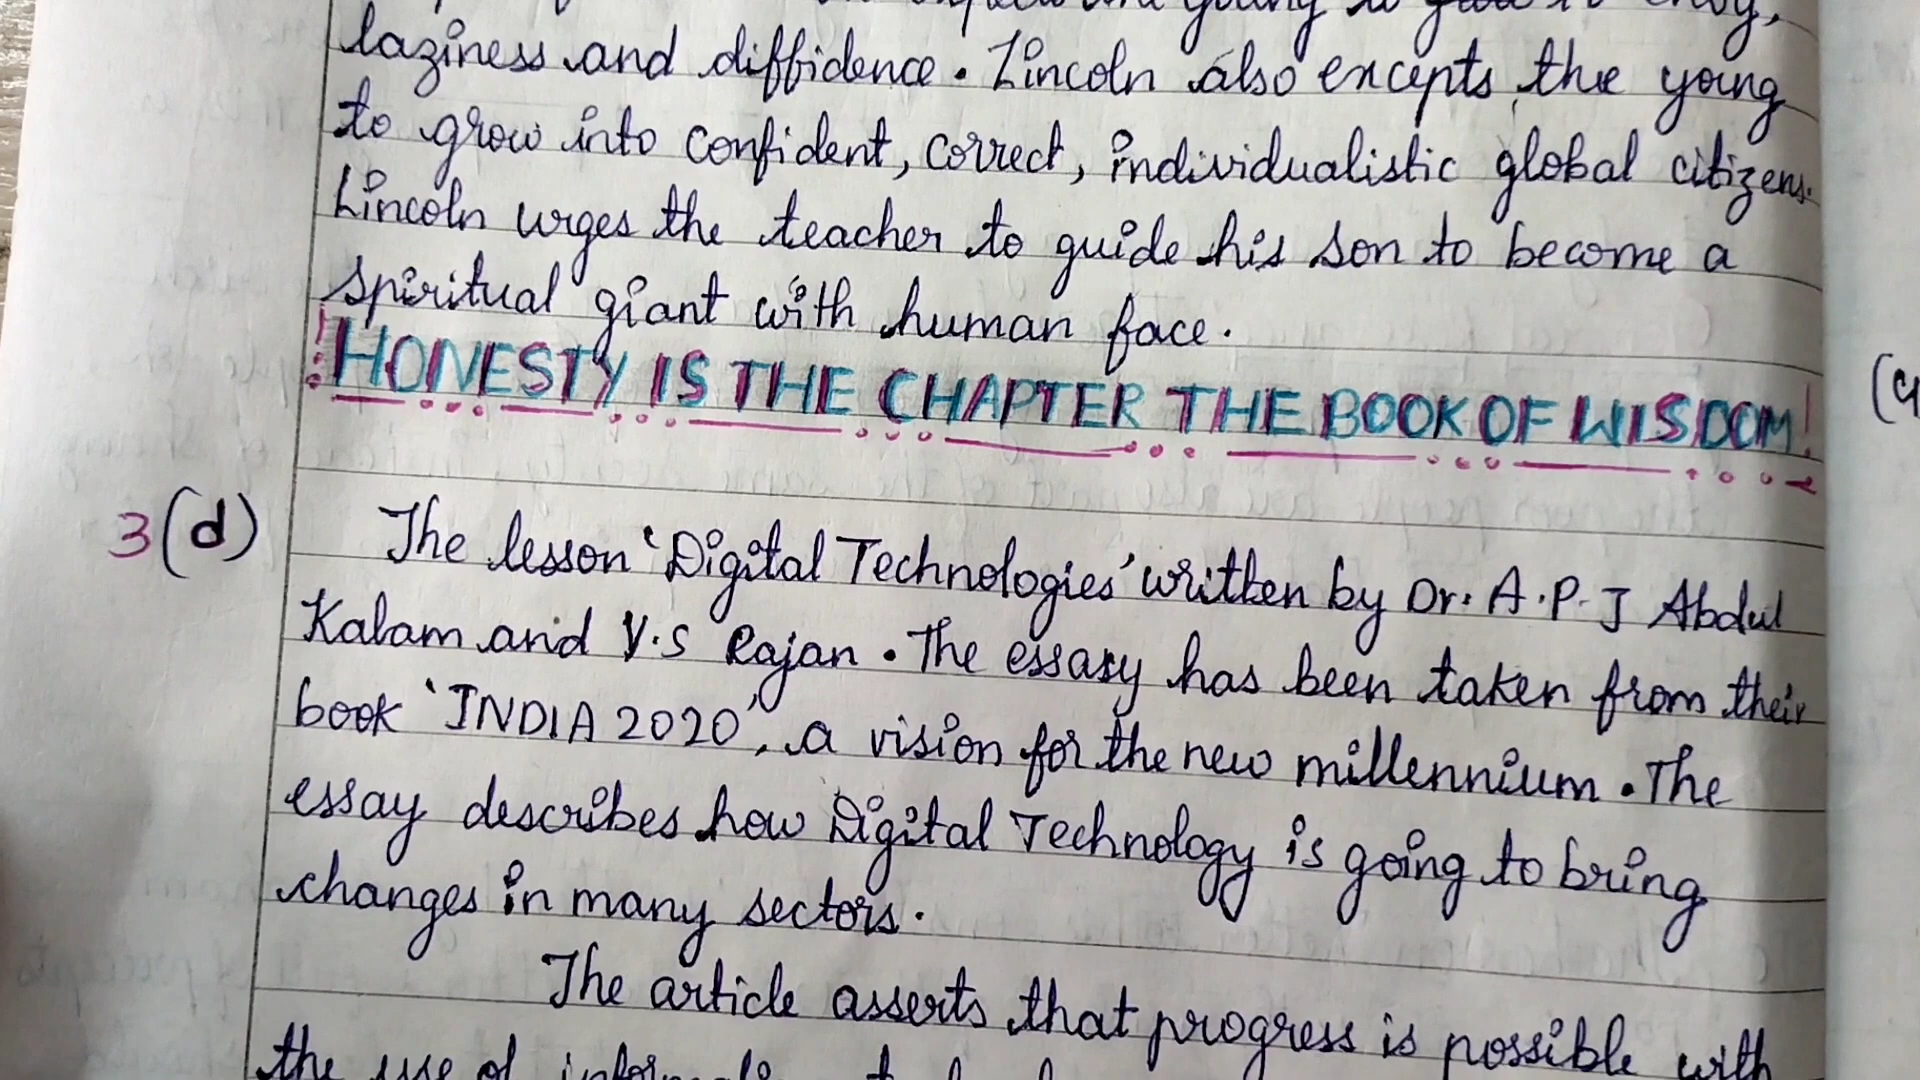 laziness and diffidence. Lincoln also excepts the young
to grow into confident, correct, individualistic global citizens.
Lincoln urges the teacher to guide his son to become a
spiritual giant with human face.
HONESTY IS THE CHAPTER THE BOOK OF WISDOM!
3(d) The lesson 'Digital Technologies' written by Dr. A.P.J Abdul
Kalam and Y.S Rajan. The essay has been taken from their
book 'INDIA 2020', a vision for the new millennium. The
essay describes how Digital Technology is going to bring
changes in many sectors.
The article asserts that progress is possible with
the use of